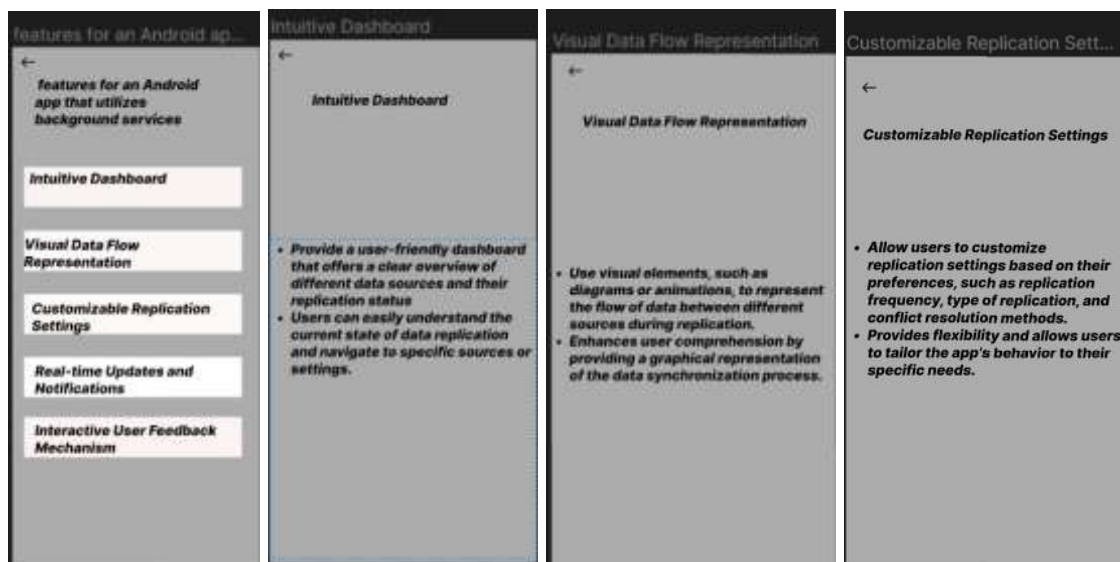 features for an Android ap...
←
features for an Android
app that utilizes
background services
Intuitive Dashboard
Visual Data Flow
Representation
Customizable Replication
Settings
Real-time Updates and
Notifications
Interactive User Feedback
Mechanism
Intuitive Dashboard
←
Intuitive Dashboard
• Provide a user-friendly dashboard
that offers a clear overview of
different data sources and their
replication status
• Users can easily understand the
current state of data replication
and navigate to specific sources or
settings.
Visual Data Flow Representation
←
Visual Data Flow Representation
• Use visual elements, such as
diagrams or animations, to represent
the flow of data between different
sources during replication.
• Enhances user comprehension by
providing a graphical representation
of the data synchronization process.
Customizable Replication Sett...
←
Customizable Replication Settings
• Allow users to customize
replication settings based on their
preferences, such as replication
frequency, type of replication, and
conflict resolution methods.
• Provides flexibility and allows users
to tailor the app's behavior to their
specific needs.